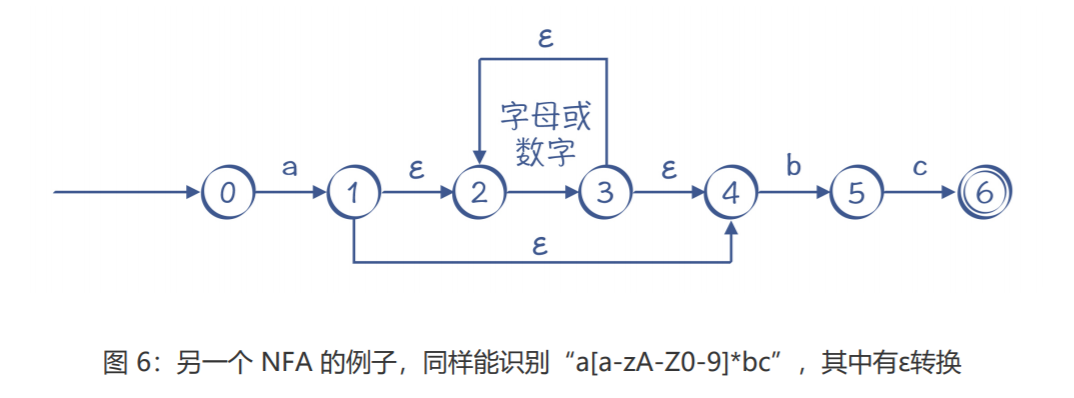 ε
字母或
数字
a ε ε b c
0 1 2 3 4 5 6
ε
图 6：另一个 NFA 的例子，同样能识别“a[a-zA-Z0-9]*bc”，其中有ε转换